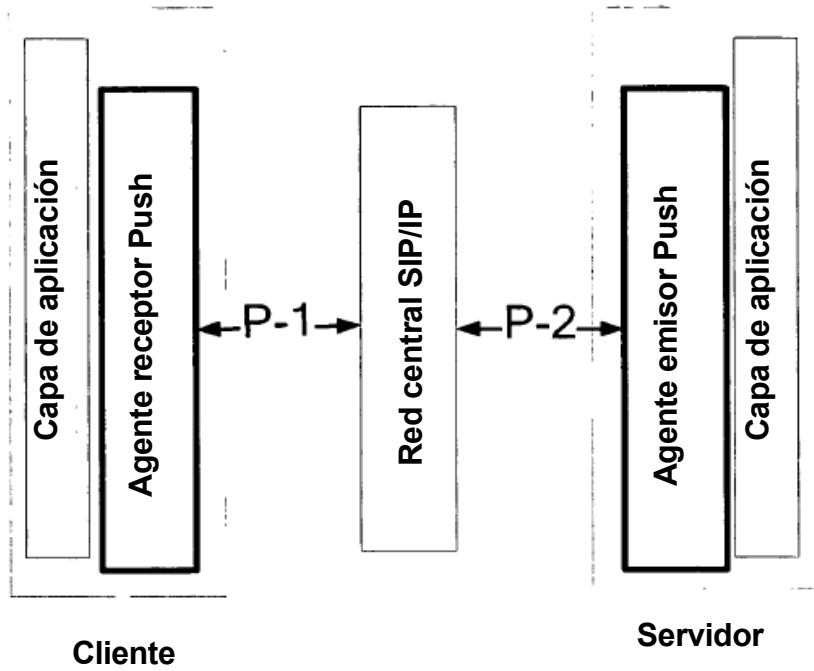 Capa de aplicación
Agente receptor Push
P-1
Red central SIP/IP
P-2
Agente emisor Push
Capa de aplicación
Cliente
Servidor